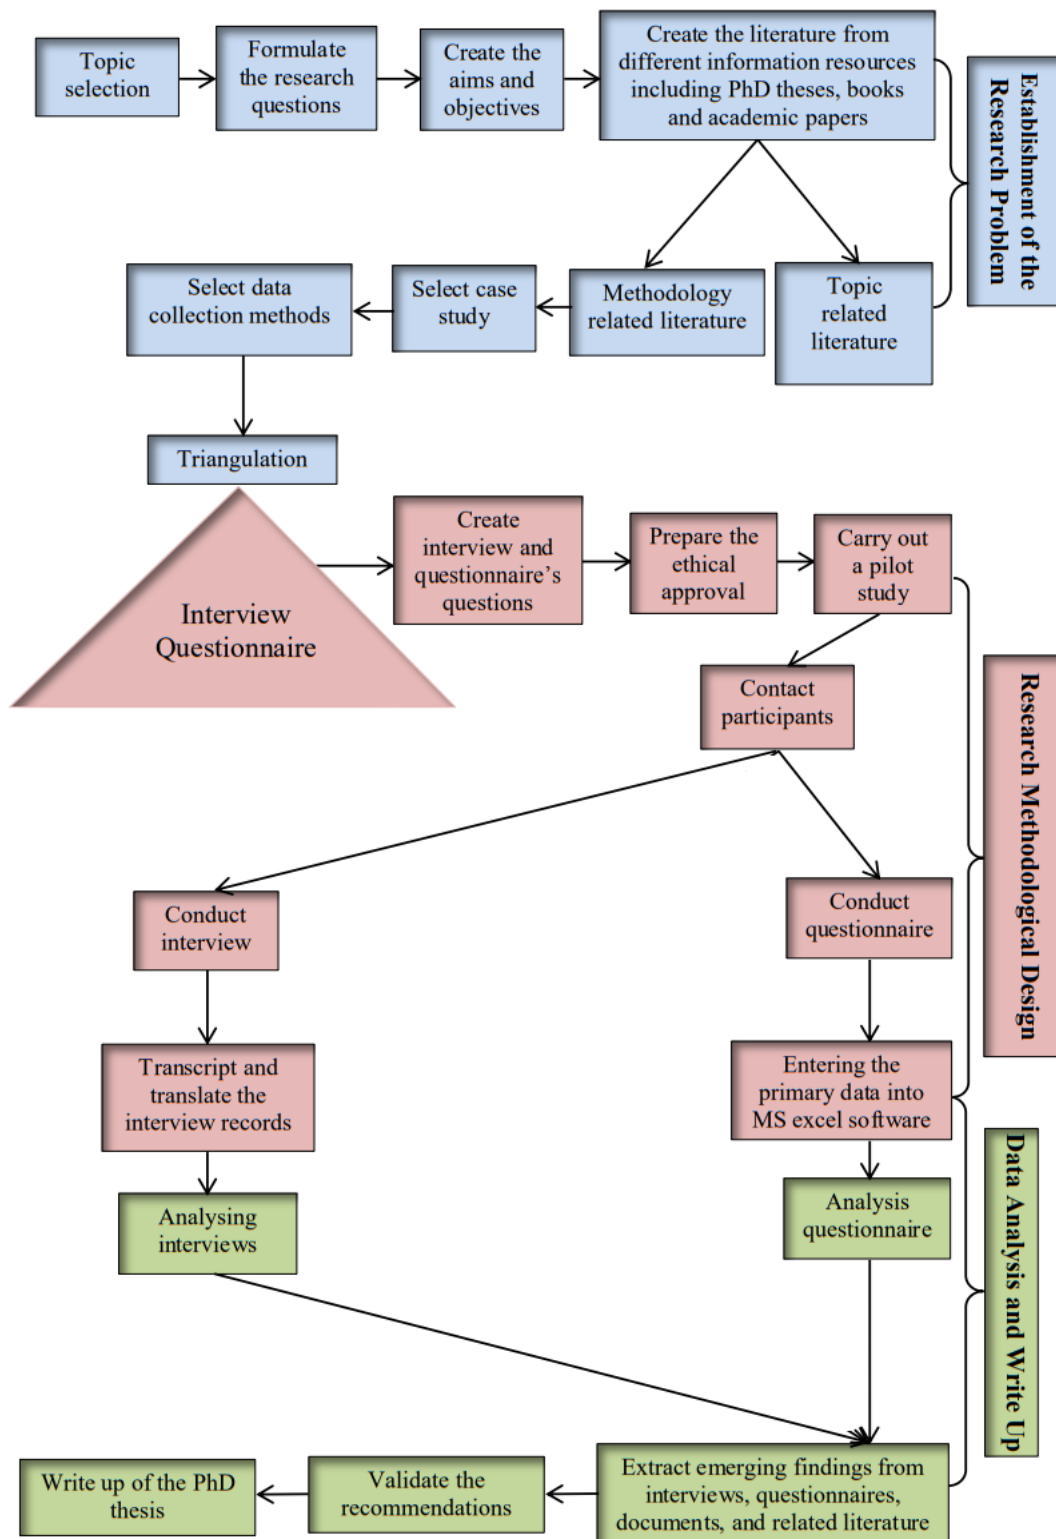 Topic
selection
Formulate
the research
questions
Create the
aims and
objectives
Create the literature from
different information resources
including PhD theses, books
and academic papers
Establishment of the
Research Problem
Select data
collection methods
Select case
study
Methodology
related literature
Topic
related
literature
Triangulation
Interview
Questionnaire
Create
interview and
questionnaire’s
questions
Prepare the
ethical
approval
Carry out
a pilot
study
Contact
participants
Research Methodological Design
Conduct
interview
Conduct
questionnaire
Transcript and
translate the
interview records
Entering the
primary data into
MS excel software
Analysing
interviews
Analysis
questionnaire
Data Analysis and Write Up
Write up of the PhD
thesis
Validate the
recommendations
Extract emerging findings from
interviews, questionnaires,
documents, and related literature